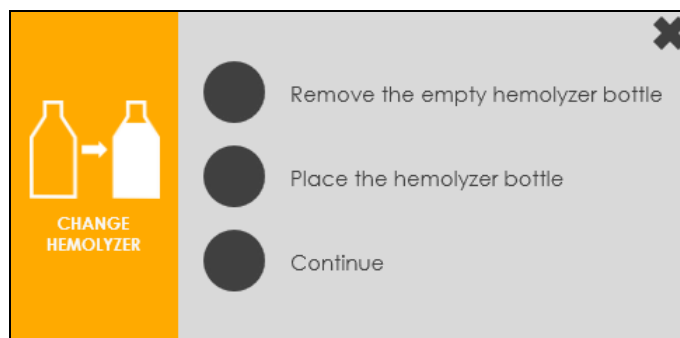 CHANGE
HEMOLYZER
Remove the empty hemolyzer bottle
Place the hemolyzer bottle
Continue